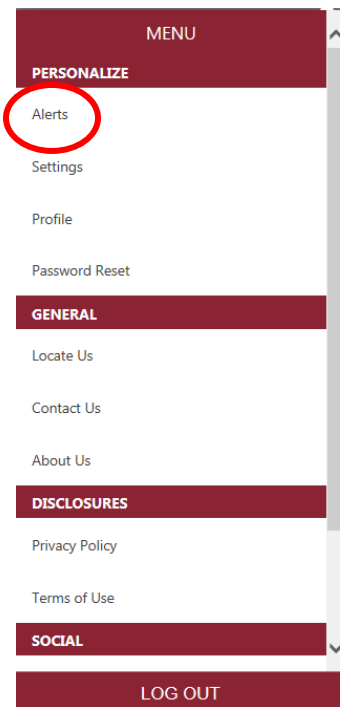 MENU
PERSONALIZE
Alerts
Settings
Profile
Password Reset
GENERAL
Locate Us
Contact Us
About Us
DISCLOSURES
Privacy Policy
Terms of Use
SOCIAL
LOG OUT